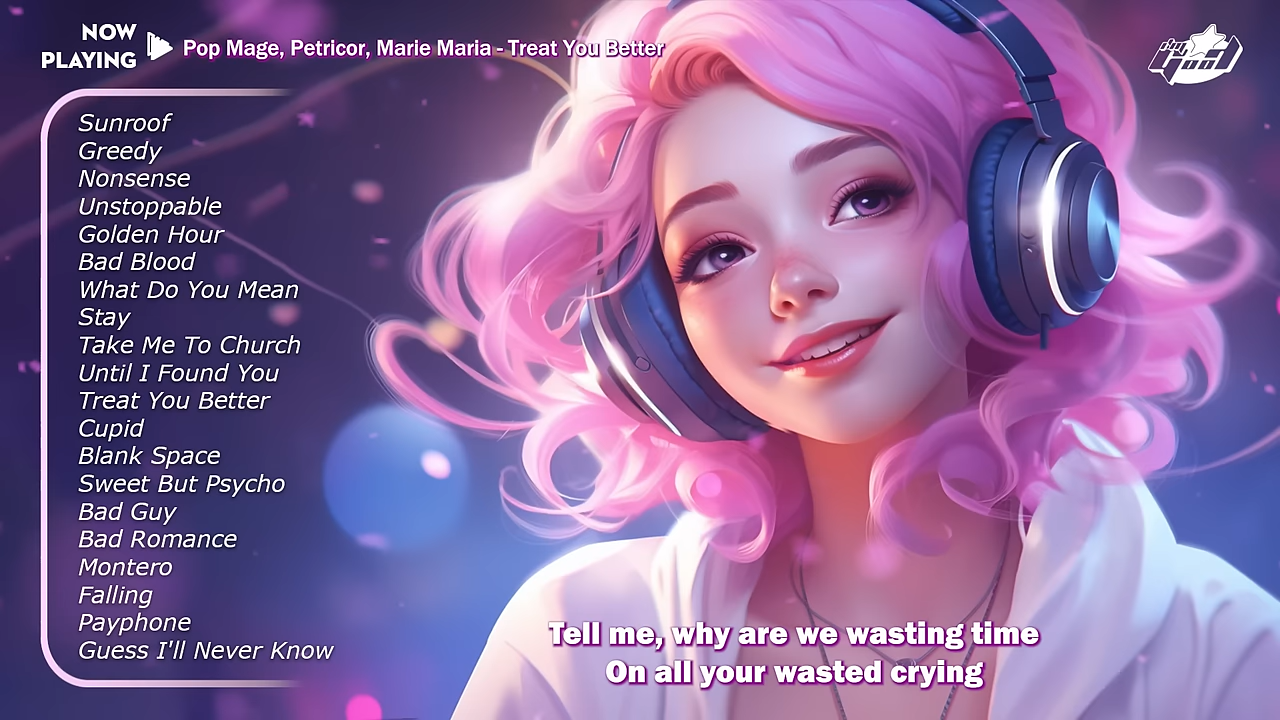 NOW
PLAYING
Pop Mage, Petricor, Marie Maria - Treat You Better
Sunroof
Greedy
Nonsense
Unstoppable
Golden Hour
Bad Blood
What Do You Mean
Stay
Take Me To Church
Until I Found You
Treat You Better
Cupid
Blank Space
Sweet But Psycho
Bad Guy
Bad Romance
Montero
Falling
Payphone
Guess I'll Never Know
Tell me, why are we wasting time
On all your wasted crying